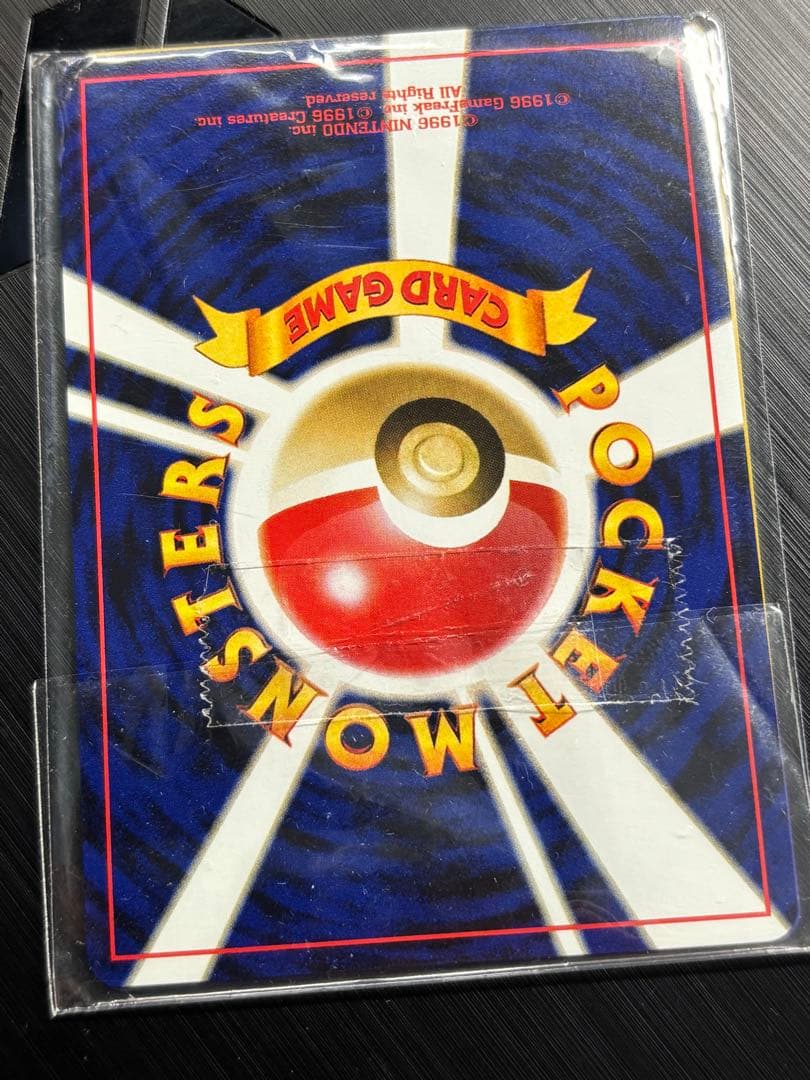 POCKET MONSTERS
CARD GAME
©1996 NINTENDO inc. © 1996 Creatures inc.
©1996 GameFreak inc. All Rights reserved.